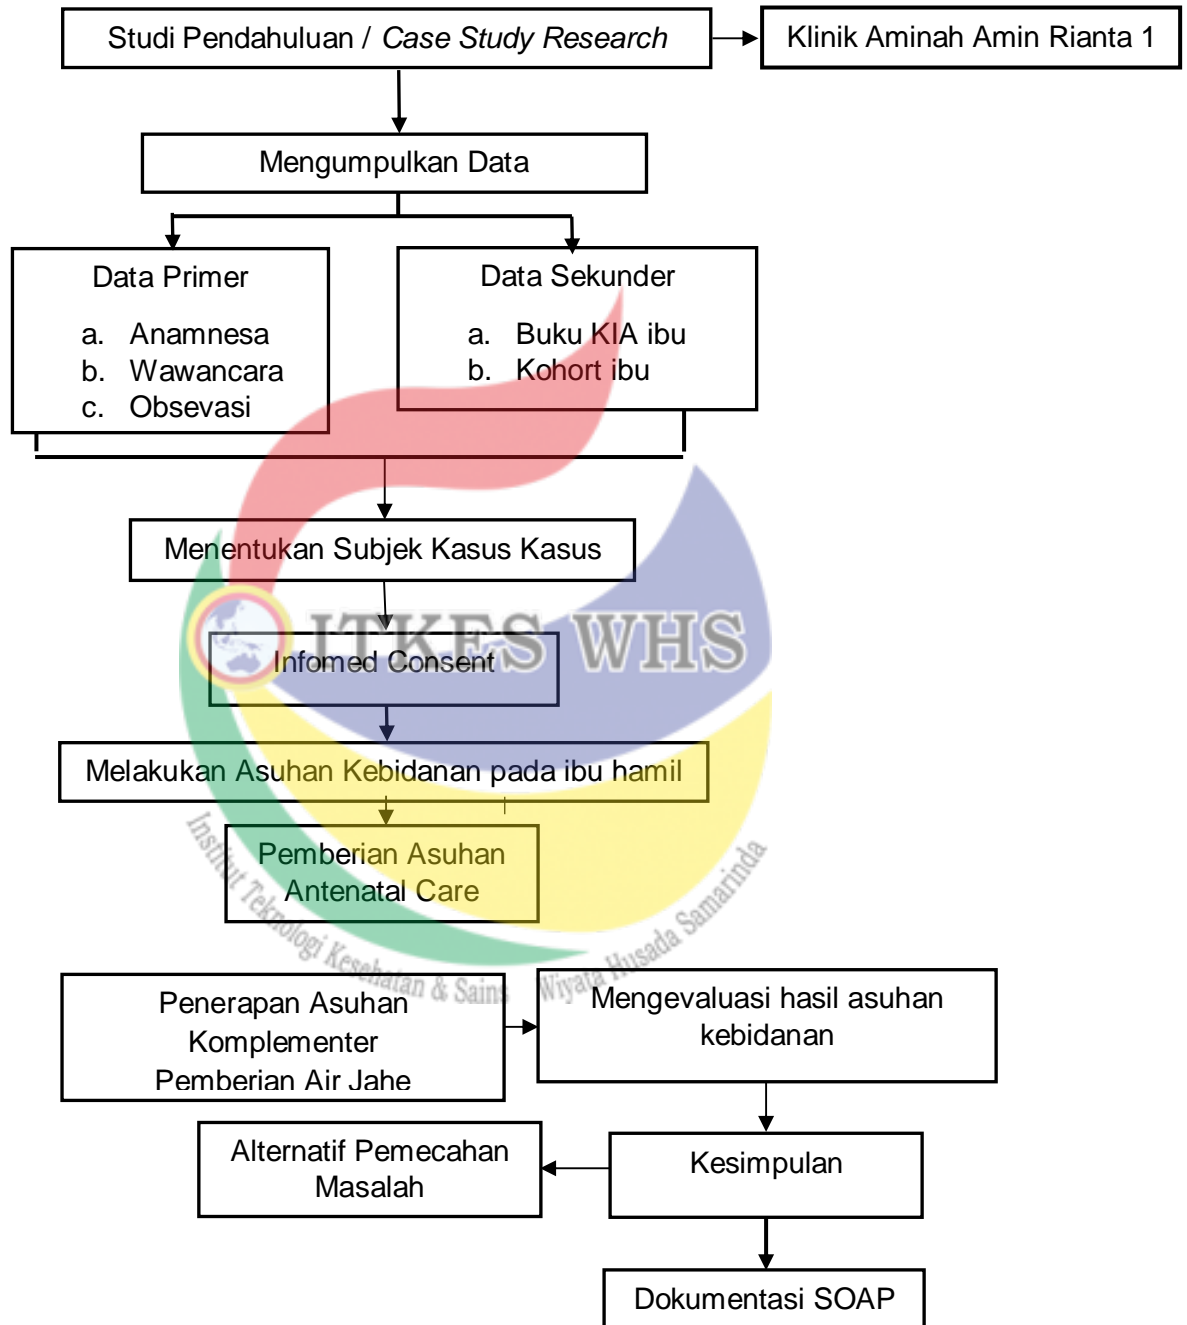 Studi Pendahuluan / Case Study Research
Klinik Aminah Amin Rianta 1
Mengumpulkan Data
Data Primer
a. Anamnesa
b. Wawancara
c. Obsevasi
Data Sekunder
a. Buku KIA ibu
b. Kohort ibu
Menentukan Subjek Kasus Kasus
ITKES WHS
Infomed Consent
Melakukan Asuhan Kebidanan pada ibu hamil
Pemberian Asuhan
Antenatal Care
Institut Teknologi Kesehatan & Sains Wiyata Husada Samarinda
Penerapan Asuhan
Komplementer
Pemberian Air Jahe
Mengevaluasi hasil asuhan
kebidanan
Alternatif Pemecahan
Masalah
Kesimpulan
Dokumentasi SOAP